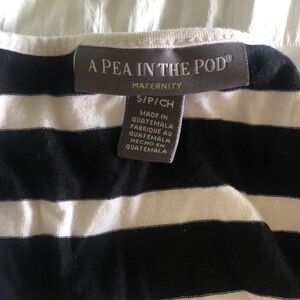 A PEA IN THE POD®
MATERNITY
S/P/CH
MADE IN
GUATEMALA
FABRIQUÉ AU
GUATEMALA
HECHO EN
GUATEMALA